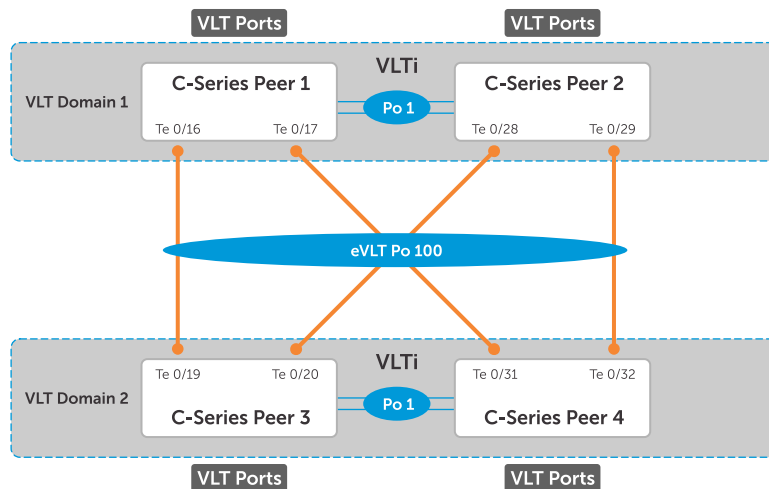 VLT Ports
VLT Ports
VLTi
C-Series Peer 1
C-Series Peer 2
VLT Domain 1
Po 1
Te 0/16
Te 0/17
Te 0/28
Te 0/29
eVLT Po 100
VLTi
Te 0/19
Te 0/20
Te 0/31
Te 0/32
VLT Domain 2
Po 1
C-Series Peer 3
C-Series Peer 4
VLT Ports
VLT Ports